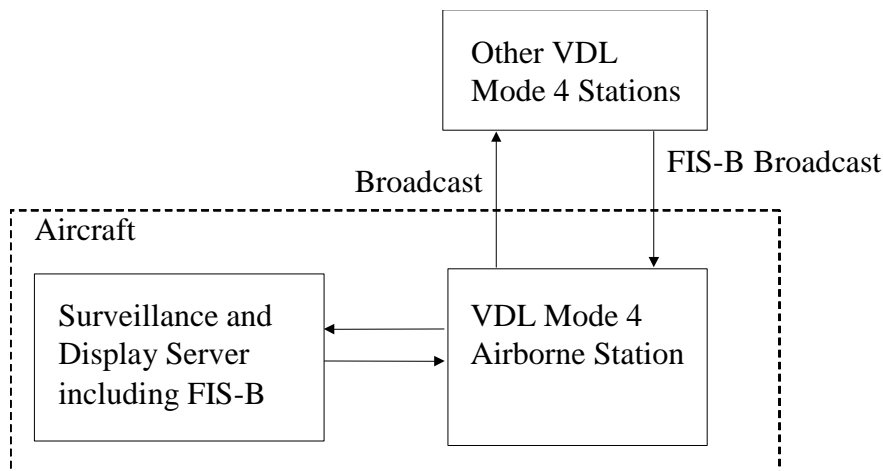 Other VDL
Mode 4 Stations
Broadcast
FIS-B Broadcast
Aircraft
Surveillance and
Display Server
including FIS-B
VDL Mode 4
Airborne Station